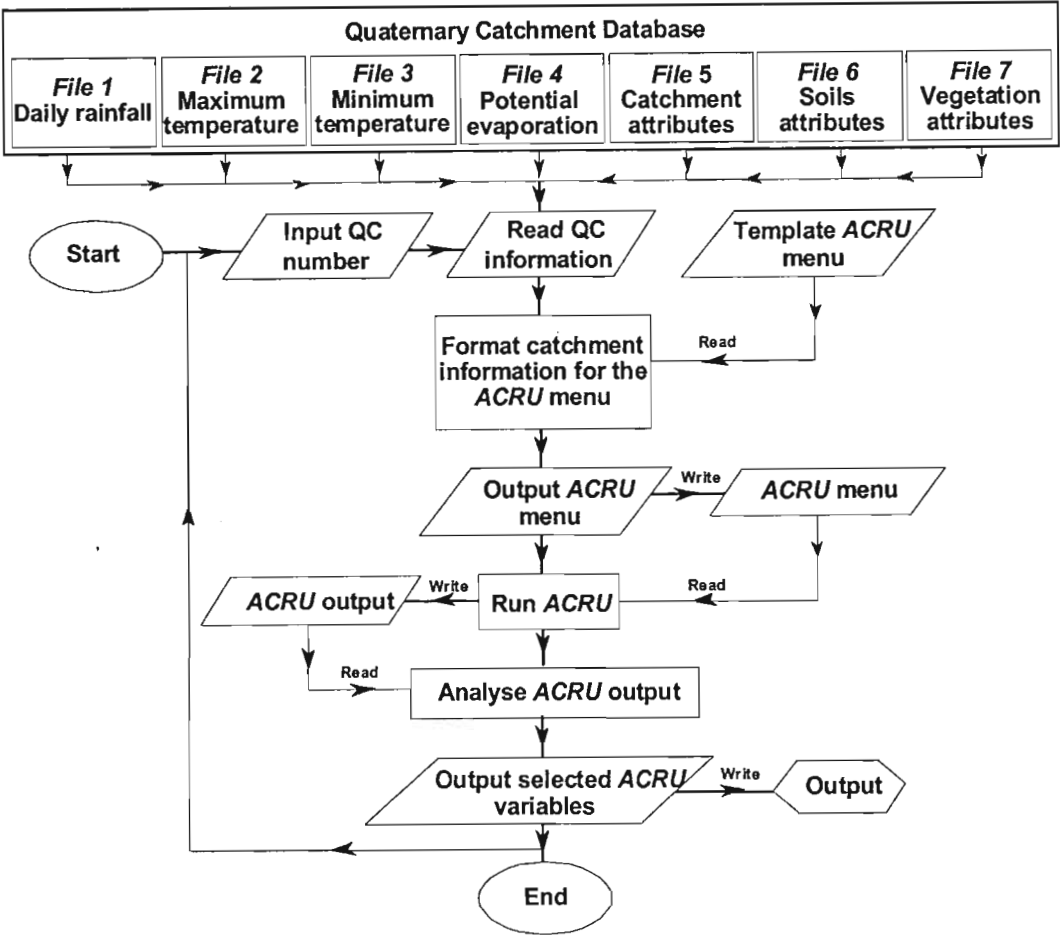 Quaternary Catchment Database
File 1
Daily rainfall
File 2
Maximum
temperature
File 3
Minimum
temperature
File 4
Potential
evaporation
File 5
Catchment
attributes
File 6
Soils
attributes
File 7
Vegetation
attributes
Start
Input QC
number
Read QC
information
Template ACRU
menu
Read
Format catchment
information for the
ACRU menu
Output ACRU
menu
Write
ACRU menu
Read
Run ACRU
Write
ACRU output
Read
Analyse ACRU output
Output selected ACRU
variables
Write
Output
End